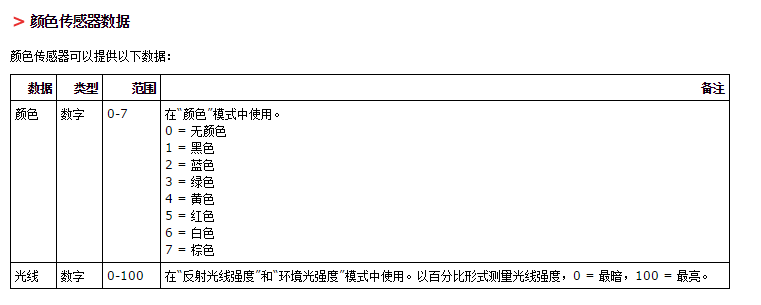 > 颜色传感器数据
颜色传感器可以提供以下数据：
数据 类型 范围 备注
颜色 数字 0-7 在“颜色”模式中使用。
0 = 无颜色
1 = 黑色
2 = 蓝色
3 = 绿色
4 = 黄色
5 = 红色
6 = 白色
7 = 棕色
光线 数字 0-100 在“反射光线强度”和“环境光强度”模式中使用。以百分比形式测量光线强度，0 = 最暗，100 = 最亮。